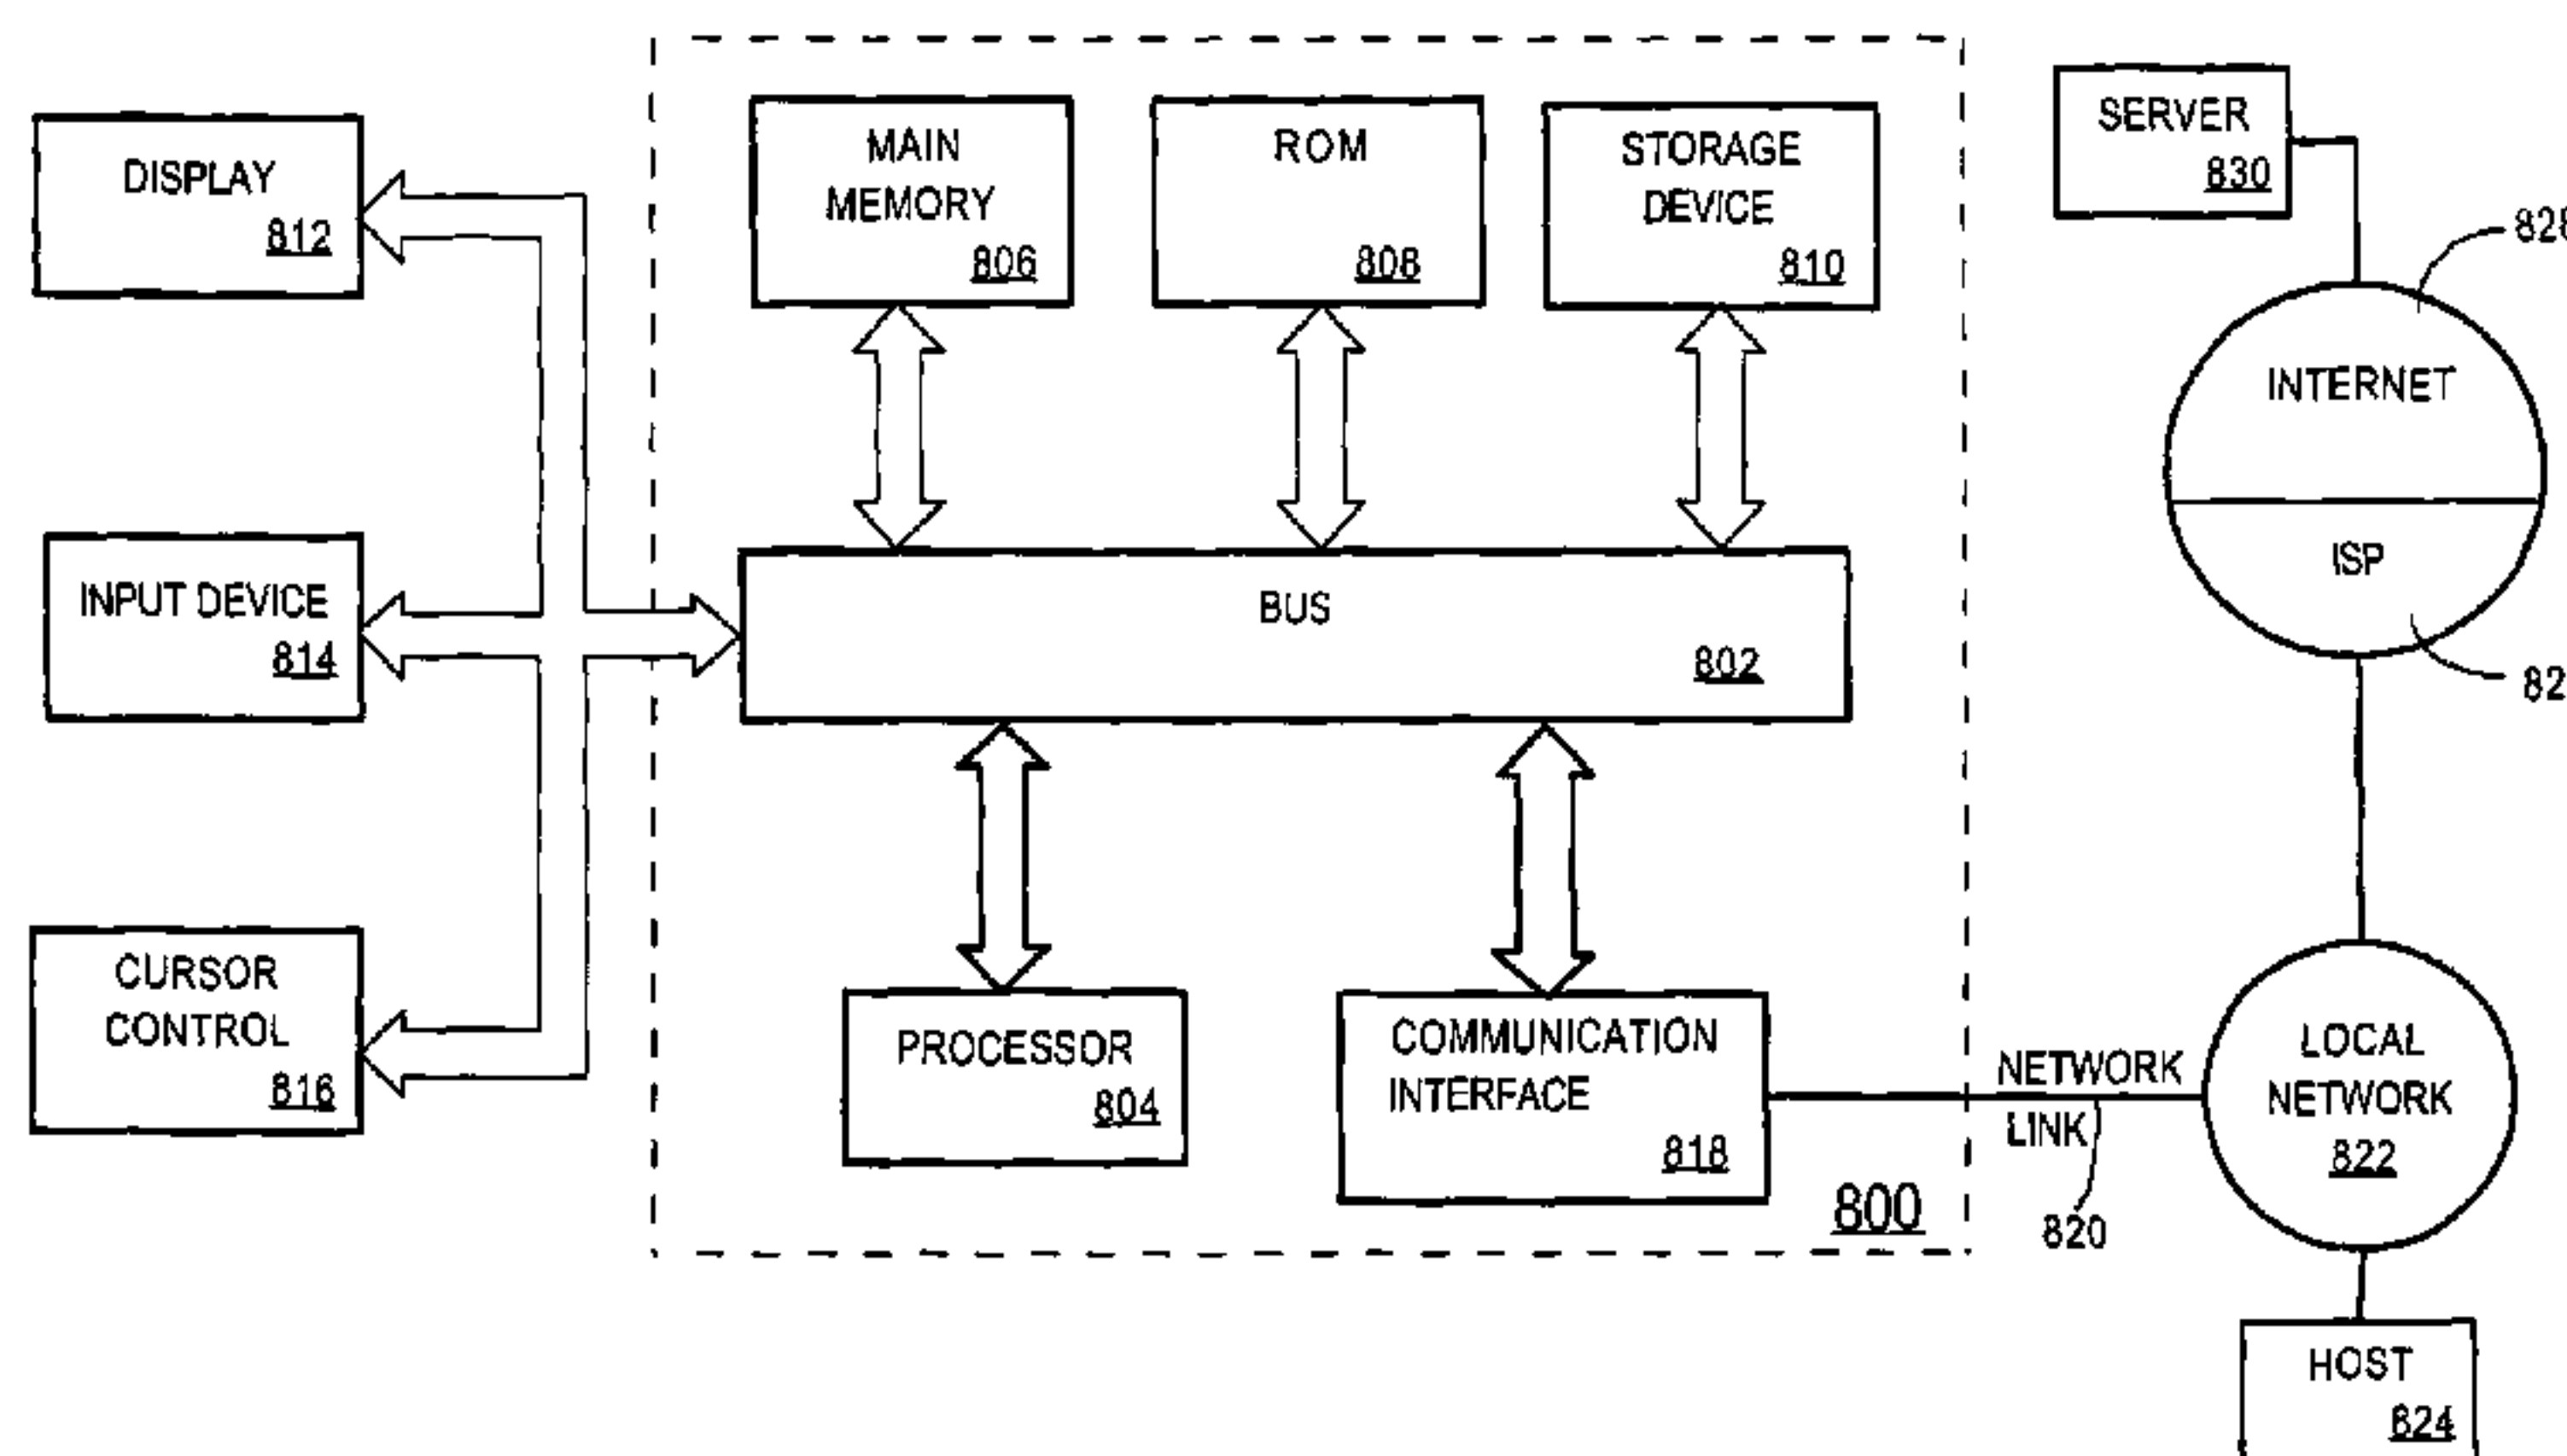 DISPLAY
812
INPUT DEVICE
814
CURSOR
CONTROL
816
MAIN
MEMORY
806
ROM
808
STORAGE
DEVICE
810
BUS
802
PROCESSOR
804
COMMUNICATION
INTERFACE
818
800
SERVER
830
INTERNET
ISP
NETWORK
LINK
820
LOCAL
NETWORK
822
HOST
824